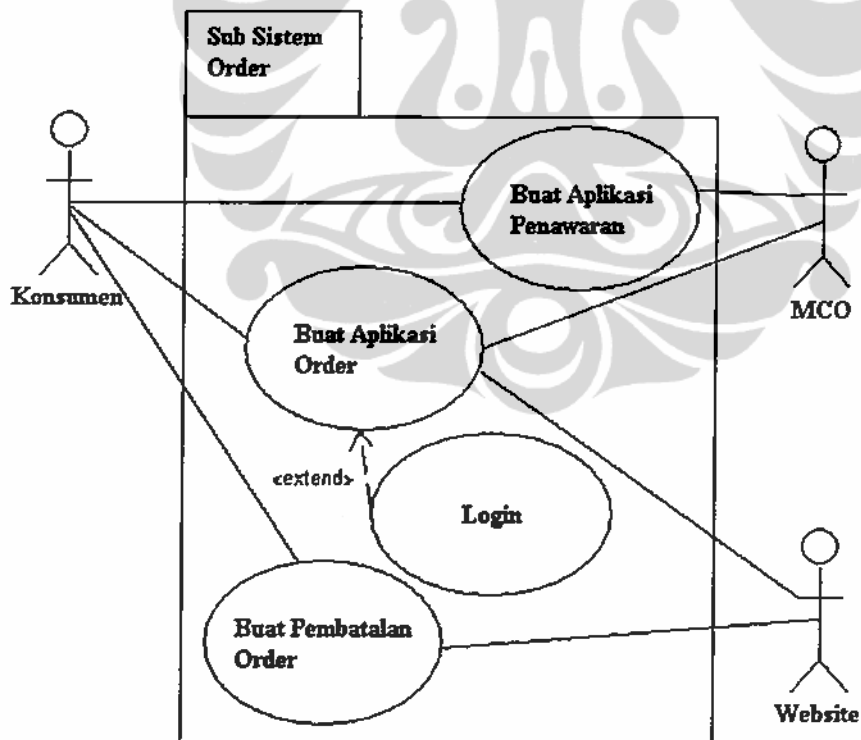 Sub Sistem
Order
Buat Aplikasi
Penawaran
Konsumen
MCO
Buat Aplikasi
Order
<extend>
Login
Buat Pembatalan
Order
Website